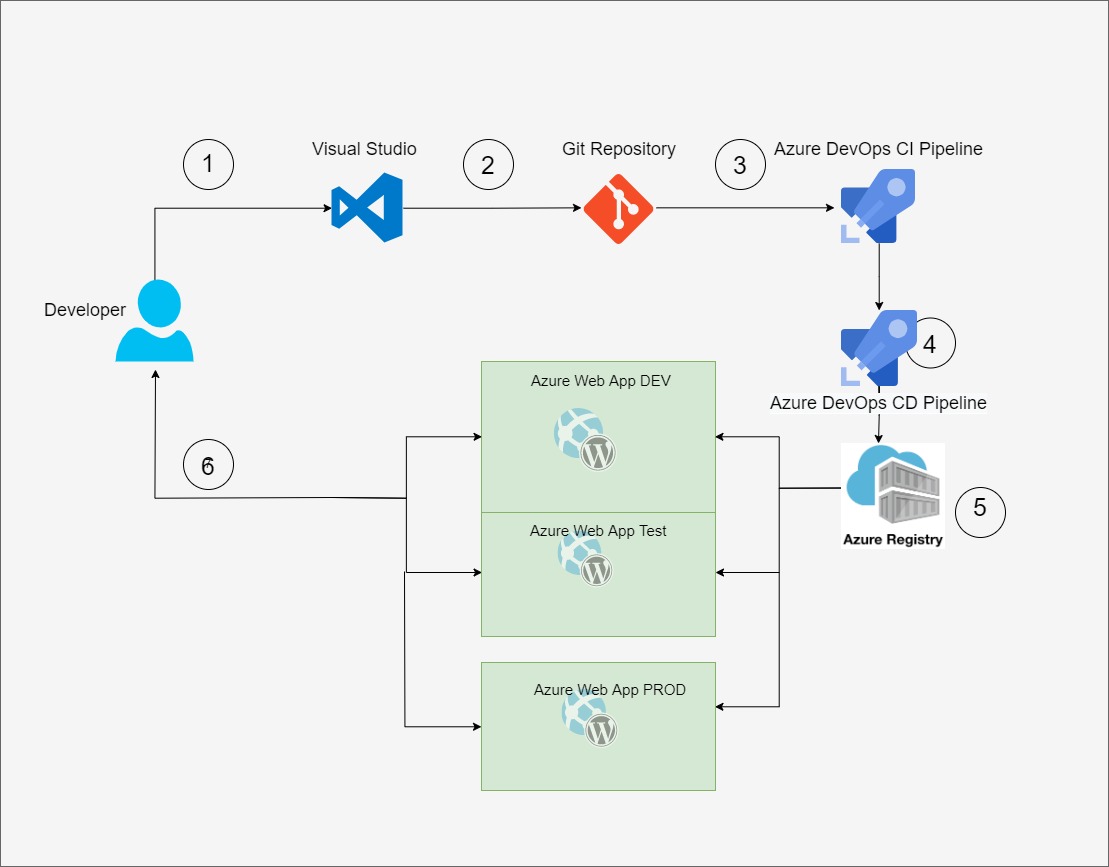 1
Visual Studio
2
Git Repository
3
Azure DevOps CI Pipeline
Developer
4
Azure DevOps CD Pipeline
Azure Web App DEV
W
6
5
Azure Registry
Azure Web App Test
W
Azure Web App PROD
W